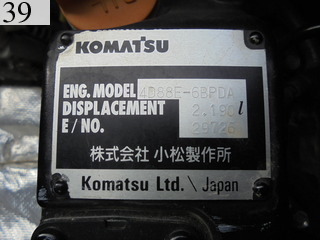 39
KOMATSU
ENG. MODEL 4D88E-6BPDA
DISPLACEMENT 2.190 l
E / NO.
株式会社 小松製作所
Komatsu Ltd. \ Japan